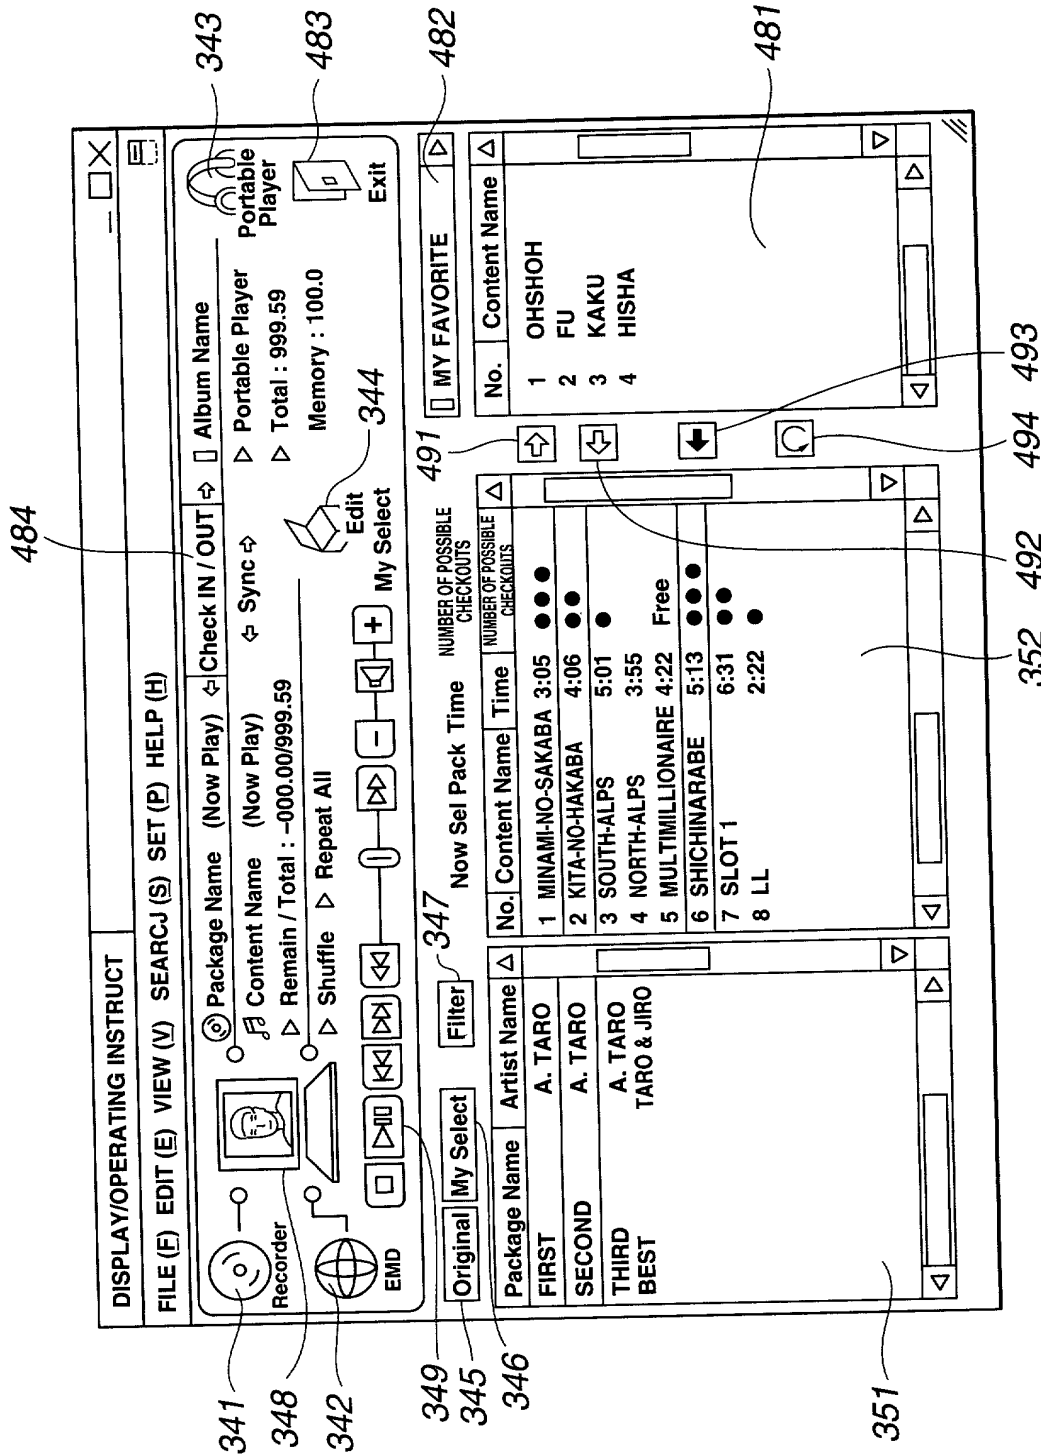 484
DISPLAY/OPERATING INSTRUCT
FILE (F) EDIT (E) VIEW (V) SEARCJ (S) SET (P) HELP (H)
Recorder
EMD
Package Name (Now Play)
Content Name (Now Play)
Remain / Total : –000.00/999.59
Shuffle Repeat All
Check IN / OUT
Sync
Album Name
Portable Player
Total : 999.59
Memory : 100.0
Portable
Player
Exit
Edit
My Select
Original
My Select
Filter
Now Sel Pack Time
NUMBER OF POSSIBLE
CHECKOUTS
MY FAVORITE
Package Name Artist Name
FIRST A. TARO
SECOND A. TARO
THIRD A. TARO
BEST TARO & JIRO
No. Content Name Time NUMBER OF POSSIBLE
CHECKOUTS
1 MINAMI-NO-SAKABA 3:05 ●●●
2 KITA-NO-HAKABA 4:06 ●●
3 SOUTH-ALPS 5:01 ●
4 NORTH-ALPS 3:55
5 MULTIMILLIONAIRE 4:22 Free
6 SHICHINARABE 5:13 ●●●
7 SLOT 1 6:31 ●●
8 LL 2:22 ●
No. Content Name
1 OHSHOH
2 FU
3 KAKU
4 HISHA
341
348
342
349
345
346
351
347
344
343
483
482
481
491
492
493
494
352